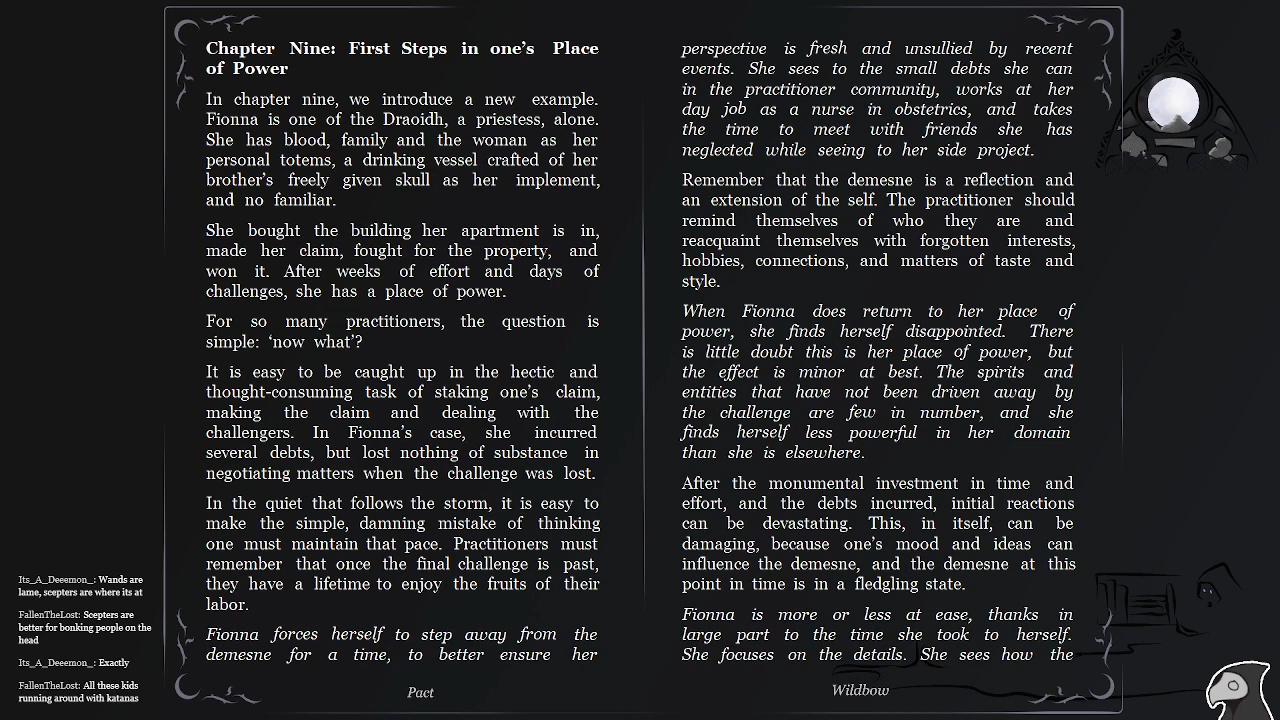 Chapter Nine: First Steps in one's Place
of Power
In chapter nine, we introduce a new example.
Fionna is one of the Draoidh, a priestess, alone.
She has blood, family and the woman as her
personal totems, a drinking vessel crafted of her
brother's freely given skull as her implement,
and no familiar.
She bought the building her apartment is in,
made her claim, fought for the property, and
won it. After weeks of effort and days of
challenges, she has a place of power.
For so many practitioners, the question is
simple: 'now what'?
It is easy to be caught up in the hectic and
thought-consuming task of staking one's claim,
making the claim and dealing with the
challengers. In Fionna's case, she incurred
several debts, but lost nothing of substance in
negotiating matters when the challenge was lost.
In the quiet that follows the storm, it is easy to
make the simple, damning mistake of thinking
one must maintain that pace. Practitioners must
remember that once the final challenge is past,
they have a lifetime to enjoy the fruits of their
labor.
Fionna forces herself to step away from the
demesne for a time, to better ensure her
Pact
perspective is fresh and unsullied by recent
events. She sees to the small debts she can
in the practitioner community, works at her
day job as a nurse in obstetrics, and takes
the time to meet with friends she has
neglected while seeing to her side project.
Remember that the demesne is a reflection and
an extension of the self. The practitioner should
remind themselves of who they are and
reacquaint themselves with forgotten interests,
hobbies, connections, and matters of taste and
style.
When Fionna does return to her place of
power, she finds herself disappointed. There
is little doubt this is her place of power, but
the effect is minor at best. The spirits and
entities that have not been driven away by
the challenge are few in number, and she
finds herself less powerful in her domain
than she is elsewhere.
After the monumental investment in time and
effort, and the debts incurred, initial reactions
can be devastating. This, in itself, can be
damaging, because one's mood and ideas can
influence the demesne, and the demesne at this
point in time is in a fledgling state.
Fionna is more or less at ease, thanks in
large part to the time she took to herself.
She focuses on the details. She sees how the
Wildbow
Its_A_Deeemon_: Wands are
lame, scepters are where its at
FallenTheLost: Scepters are
better for bonking people on the
head
Its_A_Deeemon_: Exactly
FallenTheLost: All these kids
running around with katanas